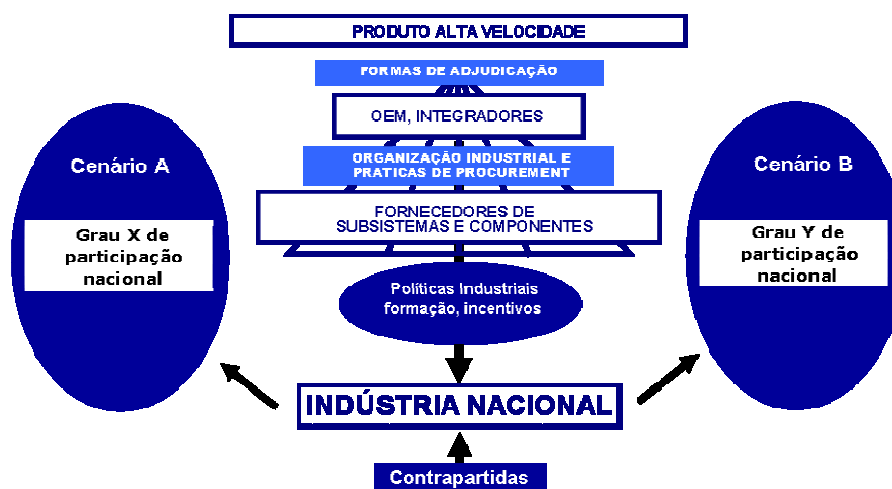 PRODUTO ALTA VELOCIDADE
FORMAS DE ADJUDICAÇÃO
OEM, INTEGRADORES
ORGANIZAÇÃO INDUSTRIAL E
PRATICAS DE PROCUREMENT
FORNECEDORES DE
SUBSISTEMAS E COMPONENTES
Cenário A
Grau X de
participação
nacional
Cenário B
Grau Y de
participação
nacional
Políticas Industriais
formação, incentivos
INDÚSTRIA NACIONAL
Contrapartidas